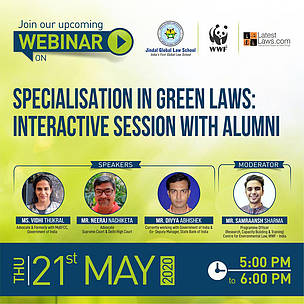 Join our upcoming
WEBINAR
ON
Jindal Global Law School
India's First Global Law School
WWF
Latest
Laws.com
SPECIALISATION IN GREEN LAWS:
INTERACTIVE SESSION WITH ALUMNI
SPEAKERS
MODERATOR
MS. VIDHI THUKRAL
Advocate & Formerly with MoEFCC,
Government of India
MR. NEERAJ NACHIKETA
Advocate
Supreme Court & Delhi High Court
MR. DIVYA ABHISHEK
Currently working with Government of India &
Ex- Deputy Manager, State Bank of India
MR. SAMRAANSH SHARMA
Programme Officer
(Research, Capacity Building & Training)
Centre for Environmental Law, WWF - India
THU
21st MAY
2020
5:00 PM
to 6:00 PM